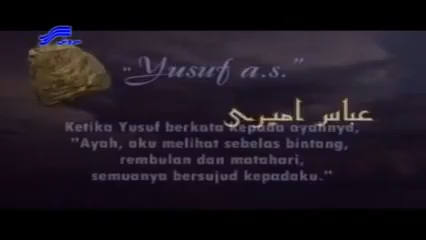 "Yusuf a.s."
عباس امیری
Ketika Yusuf berkata kepada ayahnya,
"Ayah, aku melihat sebelas bintang,
rembulan dan matahari,
semuanya bersujud kepadaku."